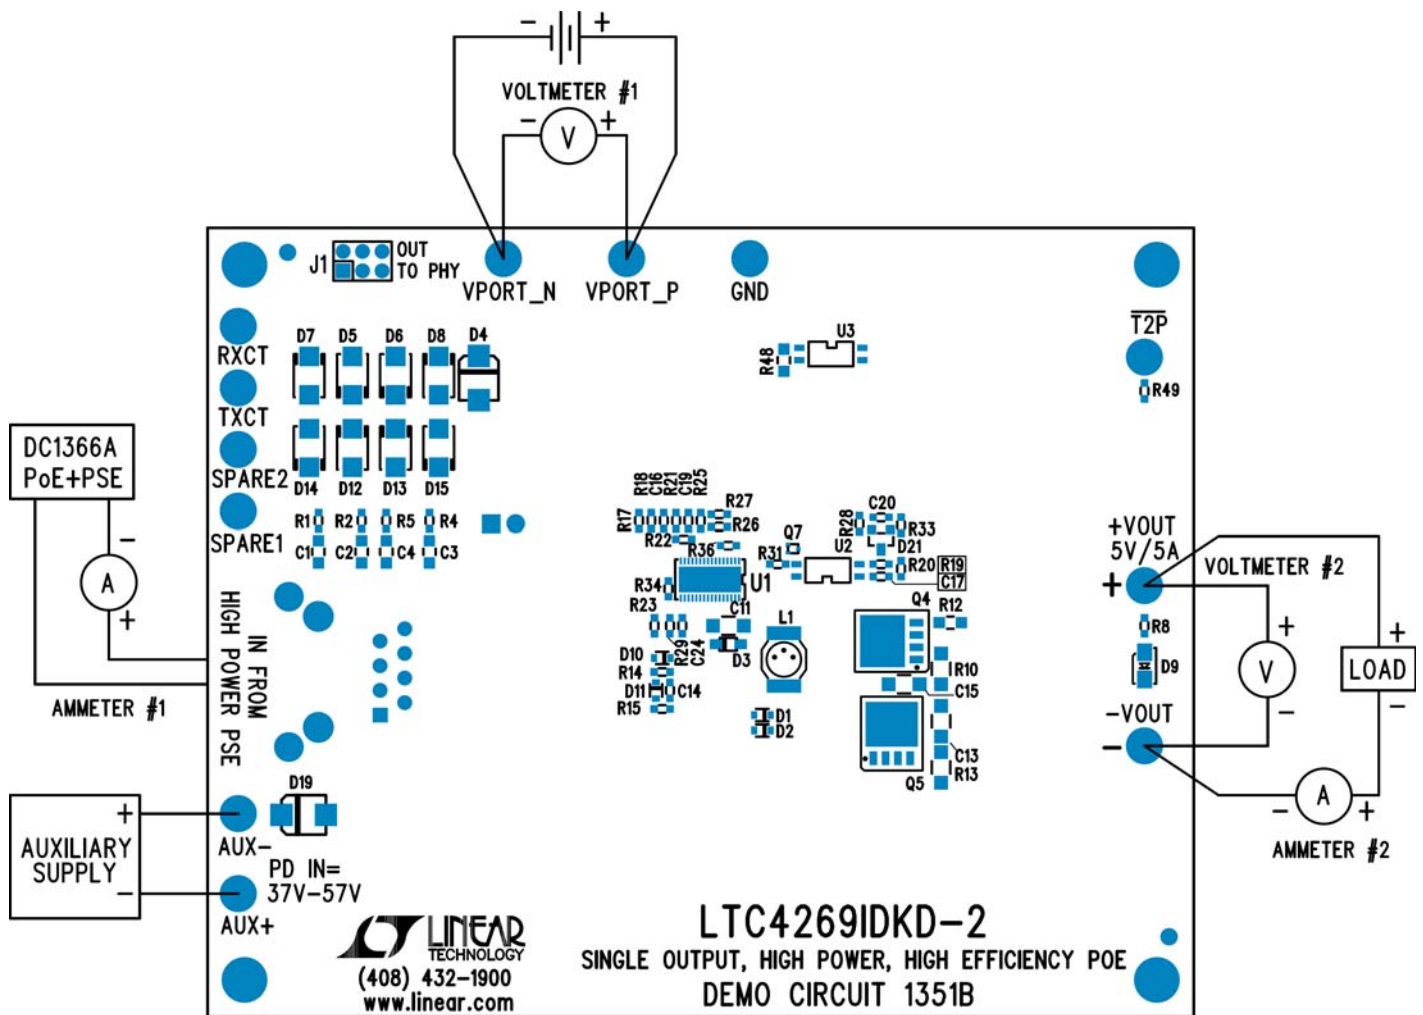 - +
VOLTMETER #1
- V +
J1 OUT
TO PHY
VPORT_N VPORT_P GND
RXCT
TXCT
SPARE2
SPARE1
D7 D5 D6 D8 D4
D14 D12 D13 D15
R1 R2 R5 R4
C1 C2 C4 C3
U3
R48
T2P
R49
DC1366A
PoE+PSE
-
A
+
AMMETER #1
IN FROM
HIGH POWER PSE
R18 C16 R21 C19 R25
R17
R27
R26
R22
R36
R34
U1
R31
Q7
U2
R28
C20
R33
D21
R20
R19
C17
R23
R29
C24
C11
D3
L1
D10
R14
D11
C14
R15
D1
D2
Q4
R12
R10
C15
C13
R13
Q5
+VOUT
5V/5A
+
R8
D9
-VOUT
-
VOLTMETER #2
+
V
-
+
LOAD
-
- A +
AMMETER #2
AUXILIARY
SUPPLY
+
-
AUX-
AUX+
D19
PD IN=
37V-57V
LINEAR
TECHNOLOGY
(408) 432-1900
www.linear.com
LTC4269IDKD-2
SINGLE OUTPUT, HIGH POWER, HIGH EFFICIENCY POE
DEMO CIRCUIT 1351B